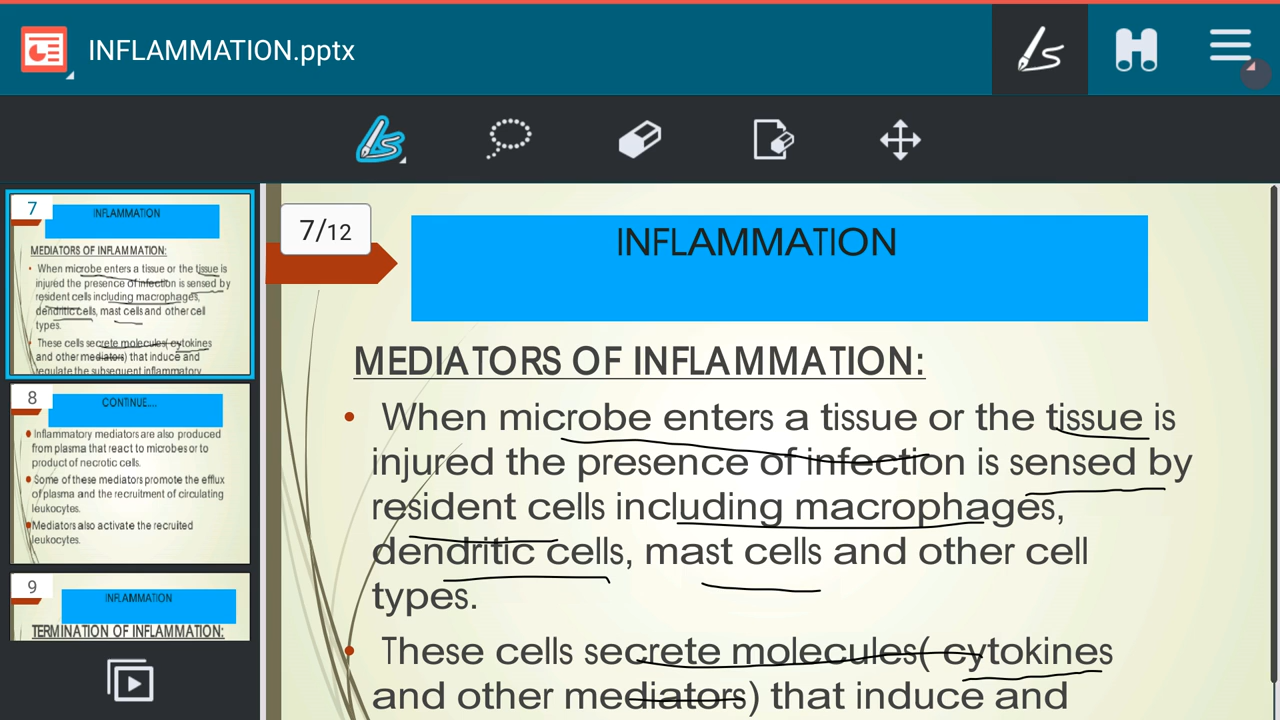 INFLAMMATION.pptx
7
INFLAMMATION
MEDIATORS OF INFLAMMATION:
When microbe enters a tissue or the tissue is
injured the presence of infection is sensed by
resident cells including macrophages,
dendritic cells, mast cells and other cell
types.
These cells secrete molecules( cytokines
and other mediators) that induce and
regulate the subsequent inflammatory
8
CONTINUE....
Inflammatory mediators are also produced
from plasma that react to microbes or to
product of necrotic cells.
Some of these mediators promote the efflux
of plasma and the recruitment of circulating
leukocytes.
Mediators also activate the recruited
leukocytes.
9
INFLAMMATION
TERMINATION OF INFLAMMATION:
7/12
INFLAMMATION
MEDIATORS OF INFLAMMATION:
When microbe enters a tissue or the tissue is
injured the presence of infection is sensed by
resident cells including macrophages,
dendritic cells, mast cells and other cell
types.
These cells secrete molecules( cytokines
and other mediators) that induce and